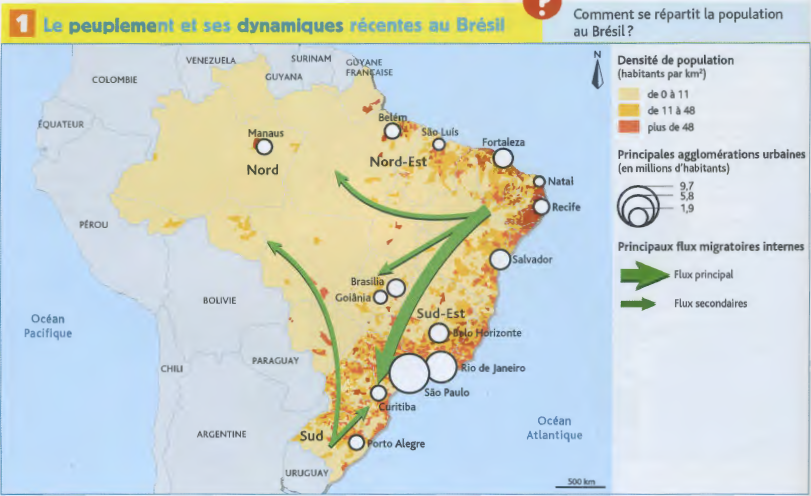 1 Le peuplement et ses dynamiques récentes au Brésil
?
Comment se répartit la population
au Brésil ?
VENEZUELA
SURINAM
GUYANE
FRANÇAISE
GUYANA
COLOMBIE
ÉQUATEUR
Belém
São Luis
Manaus
Fortaleza
Nord
Nord-Est
Natal
Recife
PÉROU
Salvador
Brasilia
Goiânia
BOLIVIE
Sud-Est
Belo Horizonte
Océan
Pacifique
PARAGUAY
CHILI
Rio de Janeiro
São Paulo
Curitiba
Océan
Atlantique
ARGENTINE
Sud
Porto Alegre
URUGUAY
500 km
N
Densité de population
(habitants par km²)
de 0 à 11
de 11 à 48
plus de 48
Principales agglomérations urbaines
(en millions d'habitants)
9,7
5,8
1,9
Principaux flux migratoires internes
Flux principal
Flux secondaires